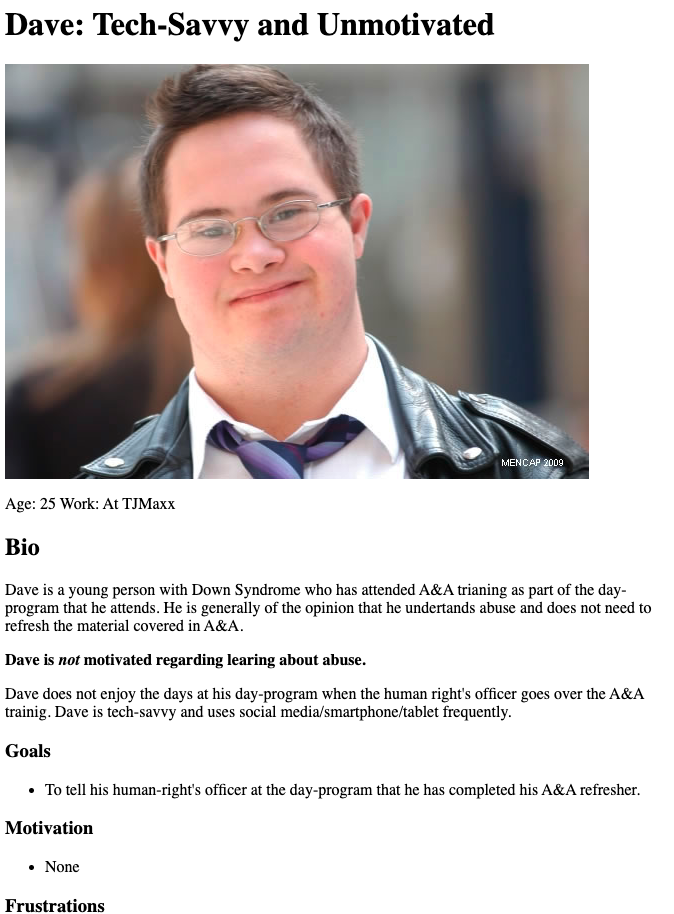 Dave: Tech-Savvy and Unmotivated
MENCAP 2009
Age: 25 Work: At TJMaxx
Bio
Dave is a young person with Down Syndrome who has attended A&A trianing as part of the day-
program that he attends. He is generally of the opinion that he undertands abuse and does not need to
refresh the material covered in A&A.
Dave is not motivated regarding learing about abuse.
Dave does not enjoy the days at his day-program when the human right's officer goes over the A&A
trainig. Dave is tech-savvy and uses social media/smartphone/tablet frequently.
Goals
• To tell his human-right's officer at the day-program that he has completed his A&A refresher.
Motivation
• None
Frustrations